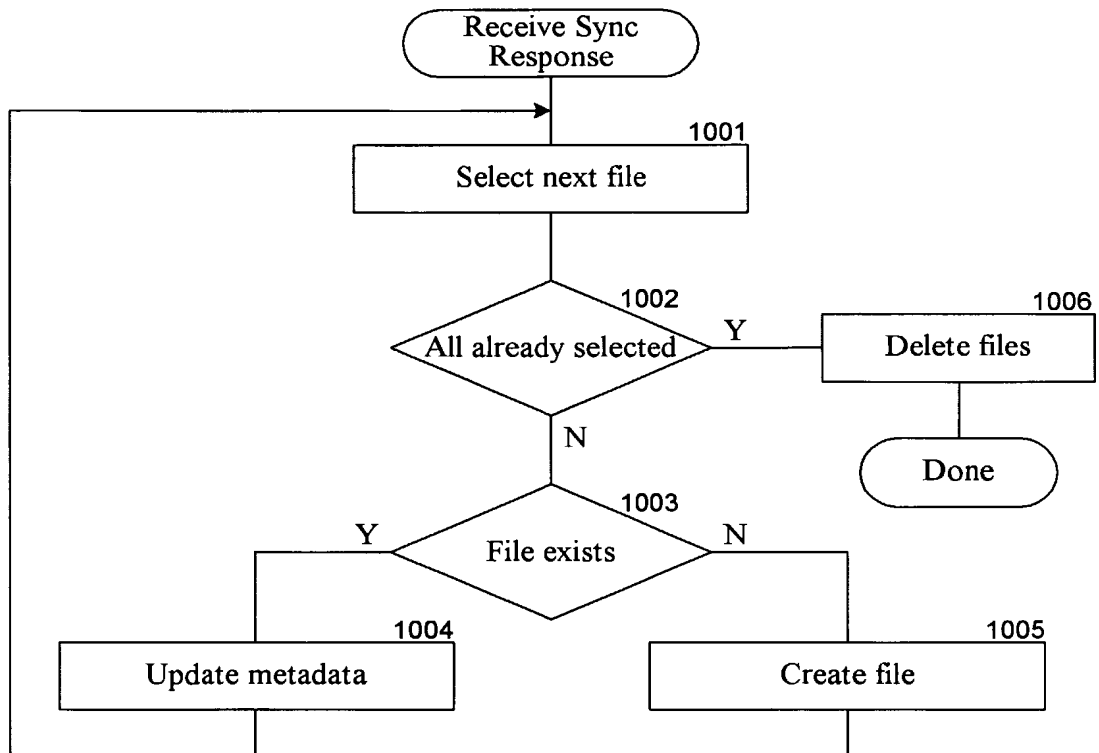 Receive Sync
Response
1001
Select next file
1002
All already selected
Y
1006
Delete files
N
Done
1003
Y
File exists
N
1004
Update metadata
1005
Create file